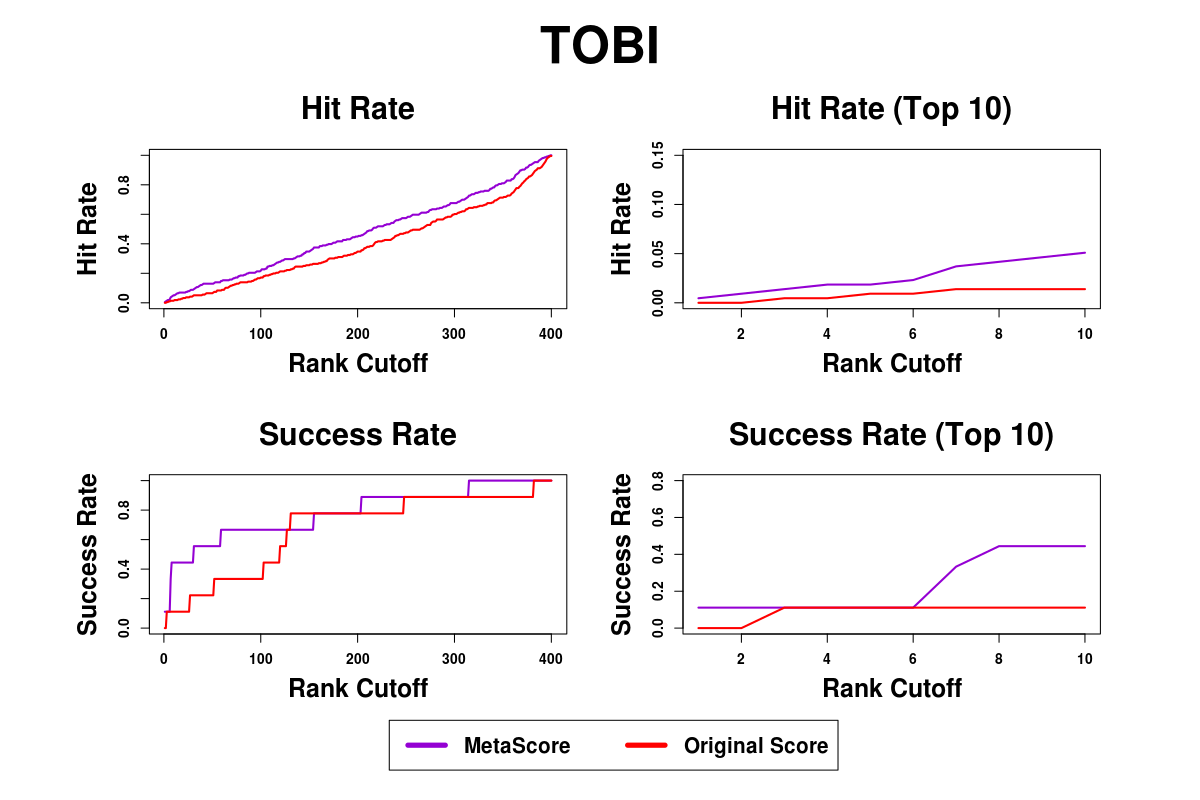 TOBI
Hit Rate
Hit Rate (Top 10)
Hit Rate
0.0 0.4 0.8
0 100 200 300 400
Rank Cutoff
Hit Rate
0.00 0.05 0.10 0.15
2 4 6 8 10
Rank Cutoff
Success Rate
Success Rate (Top 10)
Success Rate
0.0 0.4 0.8
0 100 200 300 400
Rank Cutoff
Success Rate
0.0 0.2 0.4 0.6 0.8
2 4 6 8 10
Rank Cutoff
MetaScore Original Score